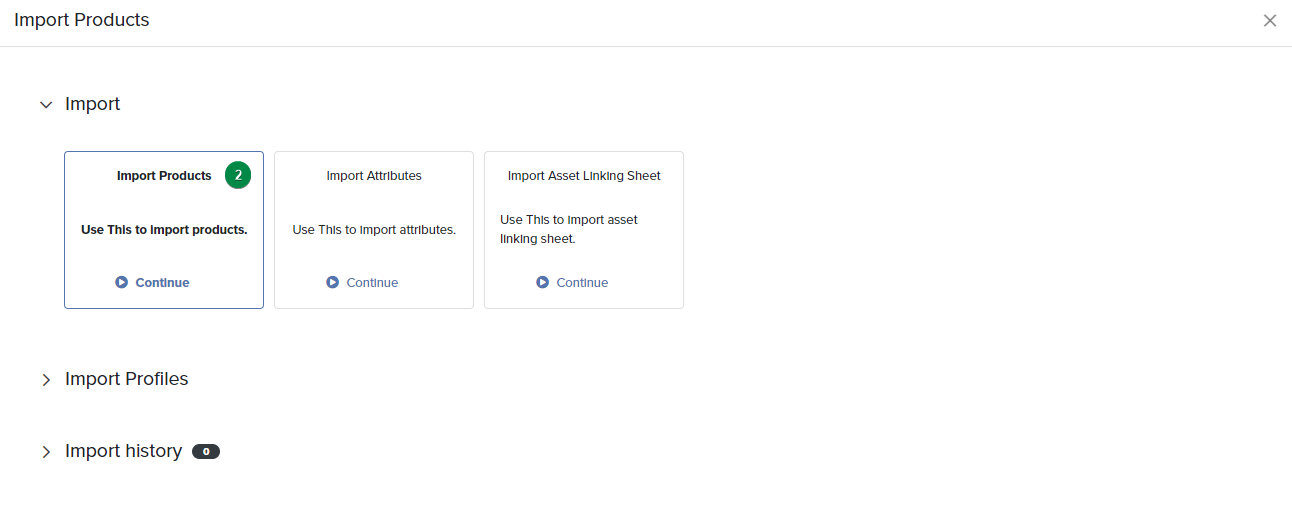 Import Products
Import
Import Products 2
Use This to import products.
Continue
Import Attributes
Use This to import attributes.
Continue
Import Asset Linking Sheet
Use This to import asset
linking sheet.
Continue
Import Profiles
Import history 0